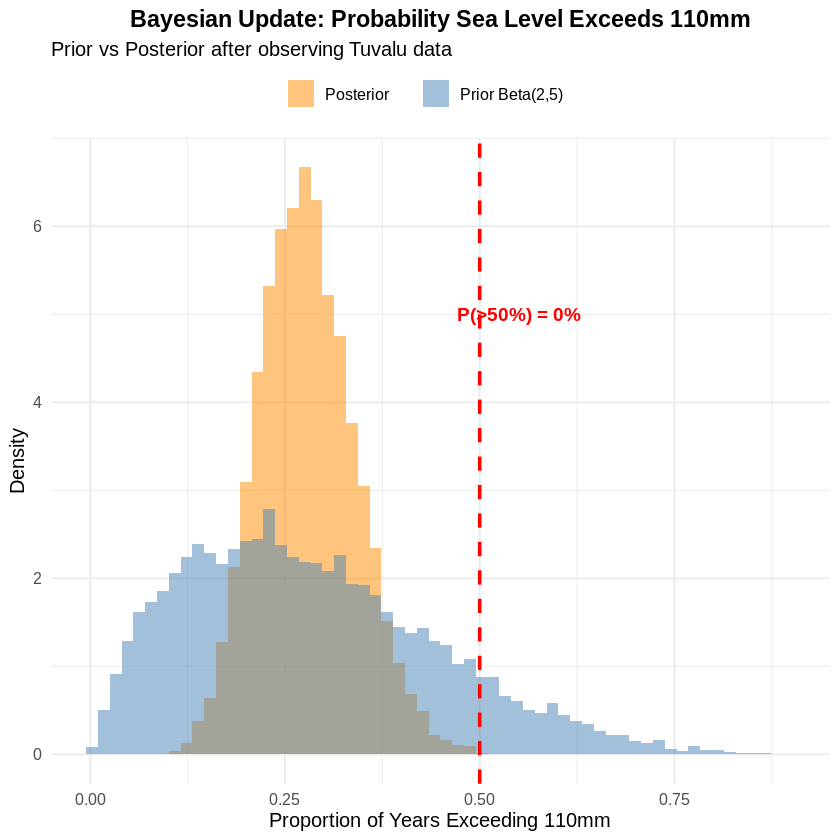 Bayesian Update: Probability Sea Level Exceeds 110mm
Prior vs Posterior after observing Tuvalu data
Posterior
Prior Beta(2,5)
6
P(>50%) = 0%
4
Density
2
0
0.00
0.25
0.50
0.75
Proportion of Years Exceeding 110mm